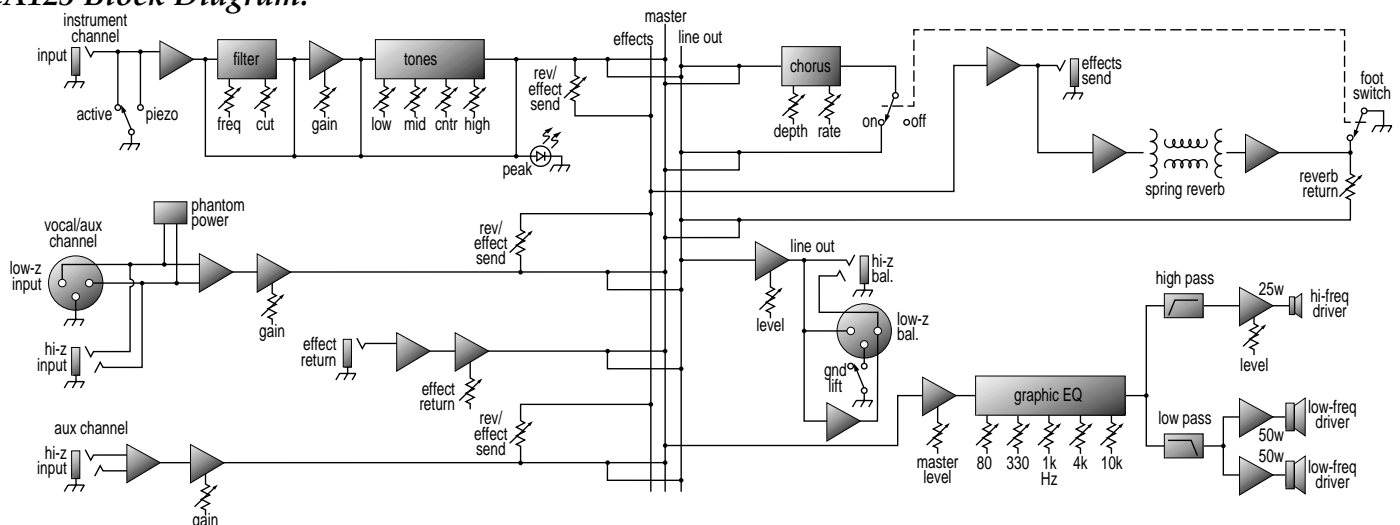 Block Diagram:
instrument
channel
input
active
piezo
filter
freq
cut
gain
tones
low
mid
cntr
high
rev/
effect
send
peak
effects
master
line out
chorus
depth
rate
on
off
effects
send
foot
switch
spring reverb
reverb
return
phantom
power
vocal/aux
channel
low-z
input
hi-z
input
gain
rev/
effect
send
effect
return
effect
return
aux channel
hi-z
input
gain
rev/
effect
send
line out
level
hi-z
bal.
low-z
bal.
gnd
lift
master
level
graphic EQ
80
330
1k
Hz
4k
10k
high pass
25w
level
hi-freq
driver
low pass
50w
low-freq
driver
50w
low-freq
driver